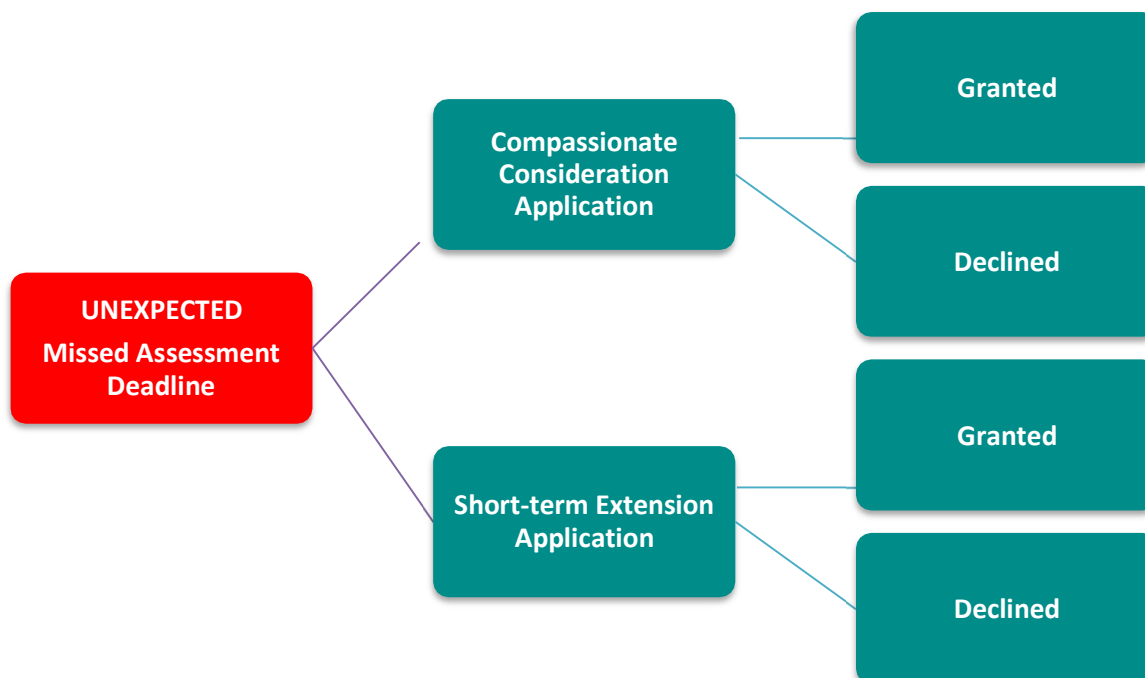 UNEXPECTED
Missed Assessment
Deadline
Compassionate
Consideration
Application
Granted
Declined
Short-term Extension
Application
Granted
Declined